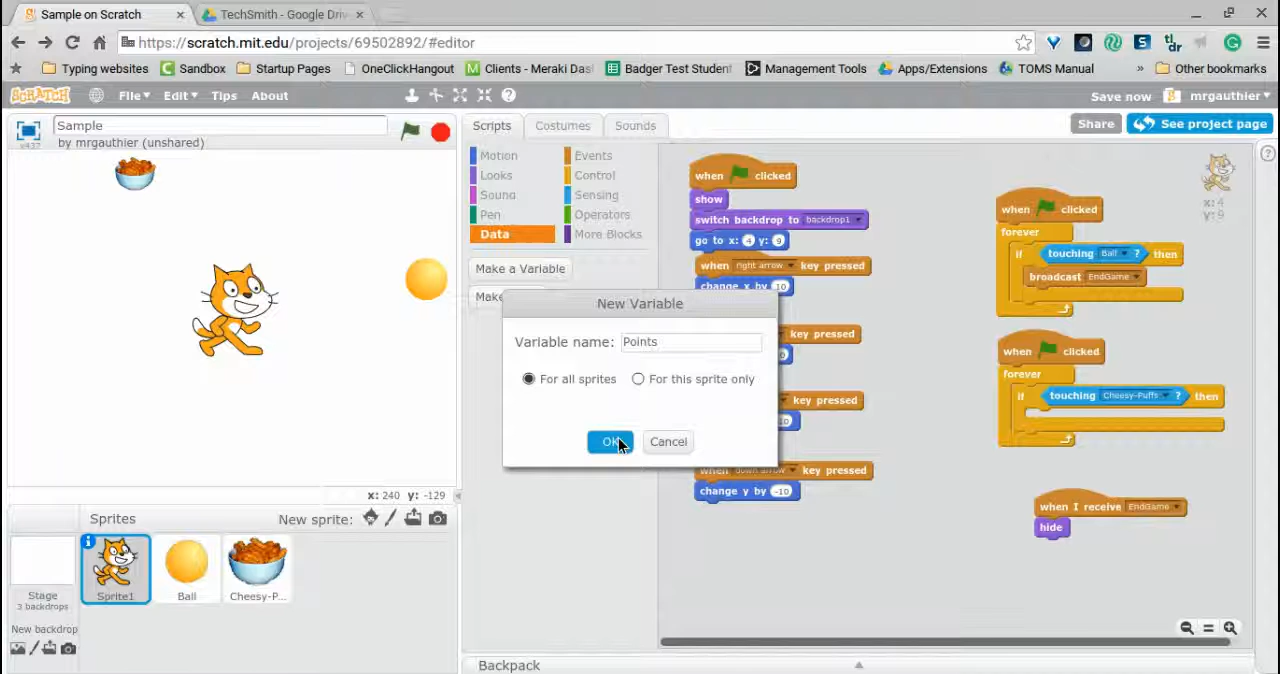 Sample on Scratch
TechSmith - Google Driv
https://scratch.mit.edu/projects/69502892/#editor
Typing websites
Sandbox
Startup Pages
OneClickHangout
Clients - Meraki Das
Badger Test Student
Management Tools
Apps/Extensions
TOMS Manual
»
Other bookmarks
SCRATCH
File
Edit
Tips
About
Save now
mrgauthier
Sample
by mrgauthier (unshared)
v437
Scripts
Costumes
Sounds
Share
See project page
Motion
Events
Looks
Control
Sound
Sensing
Pen
Operators
Data
More Blocks
Make a Variable
Make
New Variable
Variable name: Points
For all sprites
For this sprite only
OK
Cancel
when clicked
show
switch backdrop to backdrop1
go to x: 4 y: 9
when right arrow key pressed
change x by 10
key pressed
key pressed
10
when down arrow key pressed
change y by -10
when clicked
forever
if touching Ball ? then
broadcast EndGame
when clicked
forever
if touching Cheesy-Puffs ? then
when I receive EndGame
hide
x: 4
y: 9
x: 240 y: -129
Sprites
New sprite:
Stage
3 backdrops
New backdrop
Sprite1
Ball
Cheesy-P...
Backpack